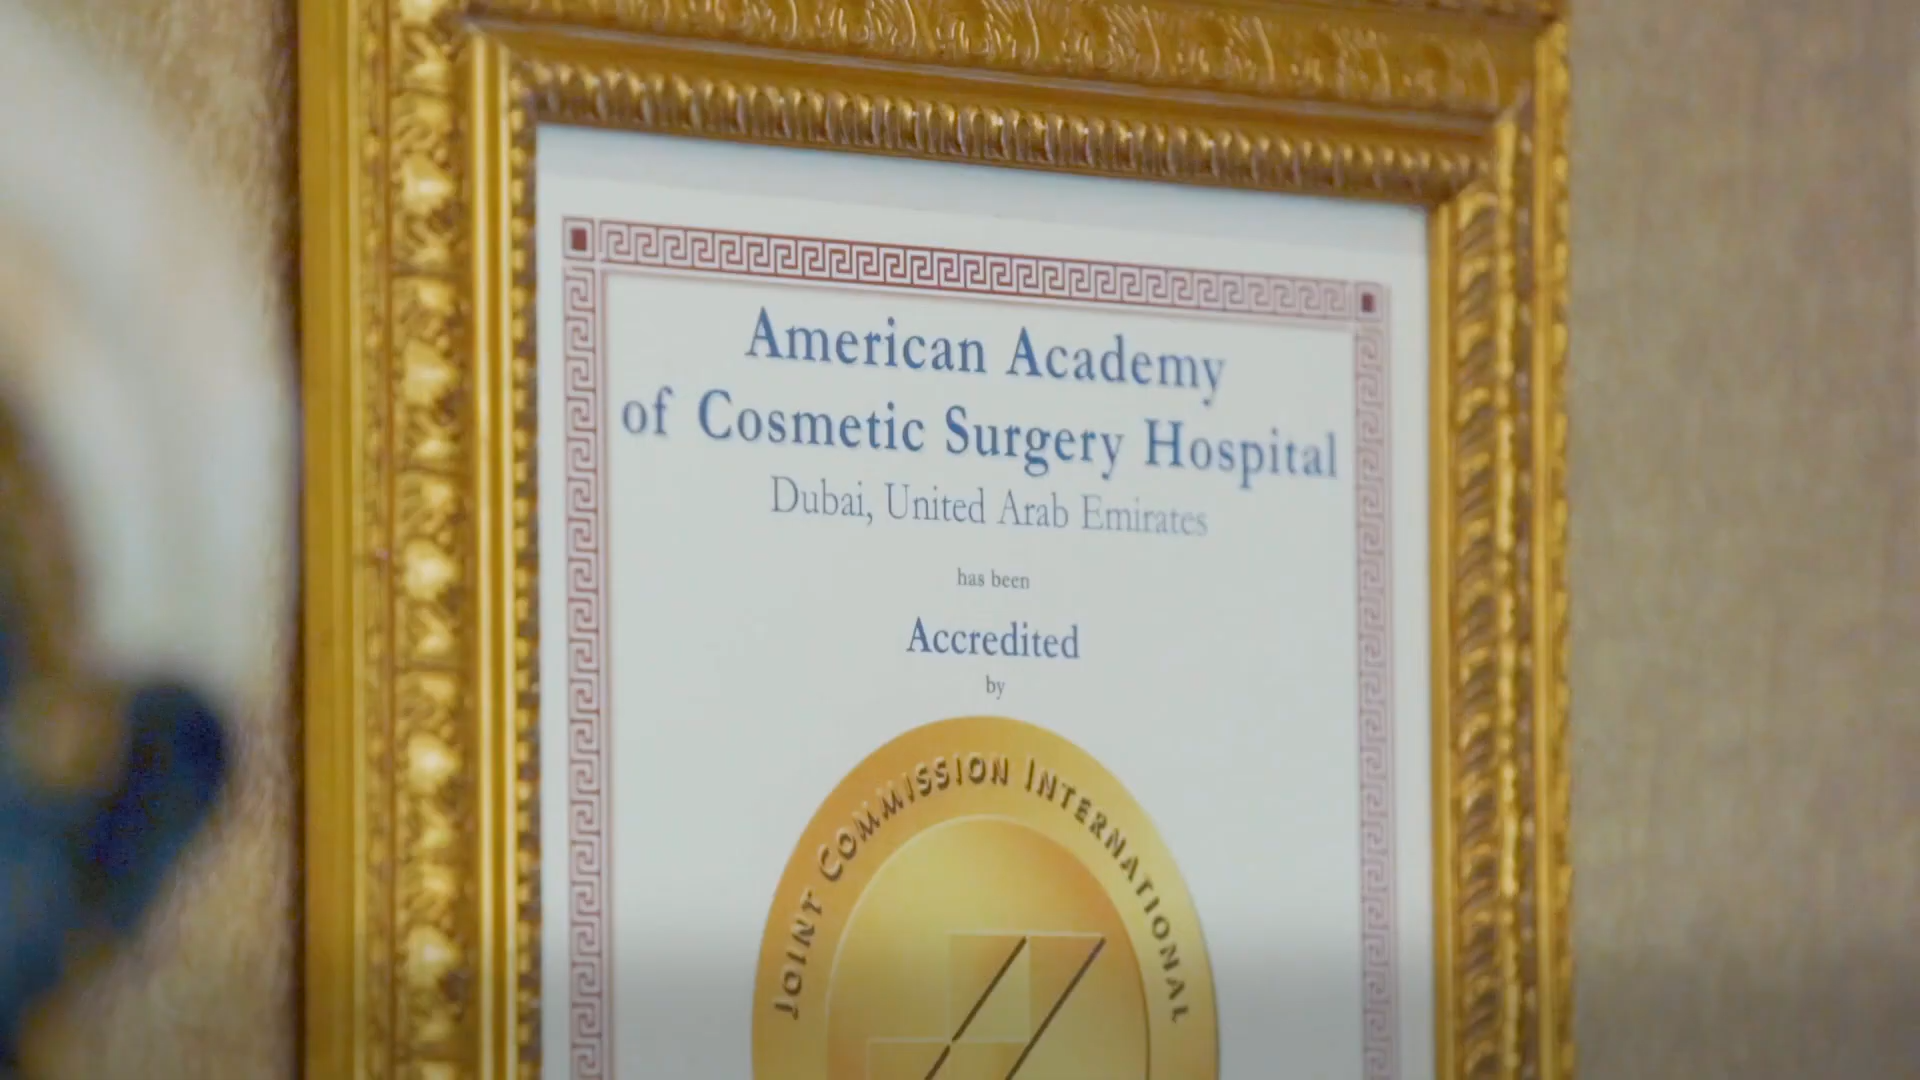 American Academy
of Cosmetic Surgery Hospital
Dubai, United Arab Emirates
has been
Accredited
by
JOINT COMMISSION INTERNATIONAL